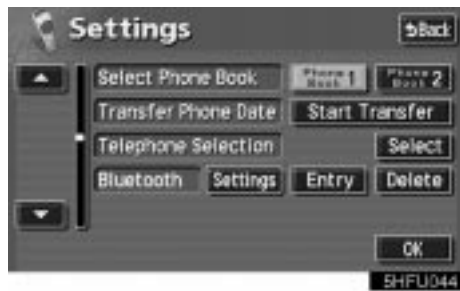 Settings Back
Select Phone Book Phone Book 1 Phone Book 2
Transfer Phone Date Start Transfer
Telephone Selection Select
Bluetooth Settings Entry Delete
OK
5HFU044